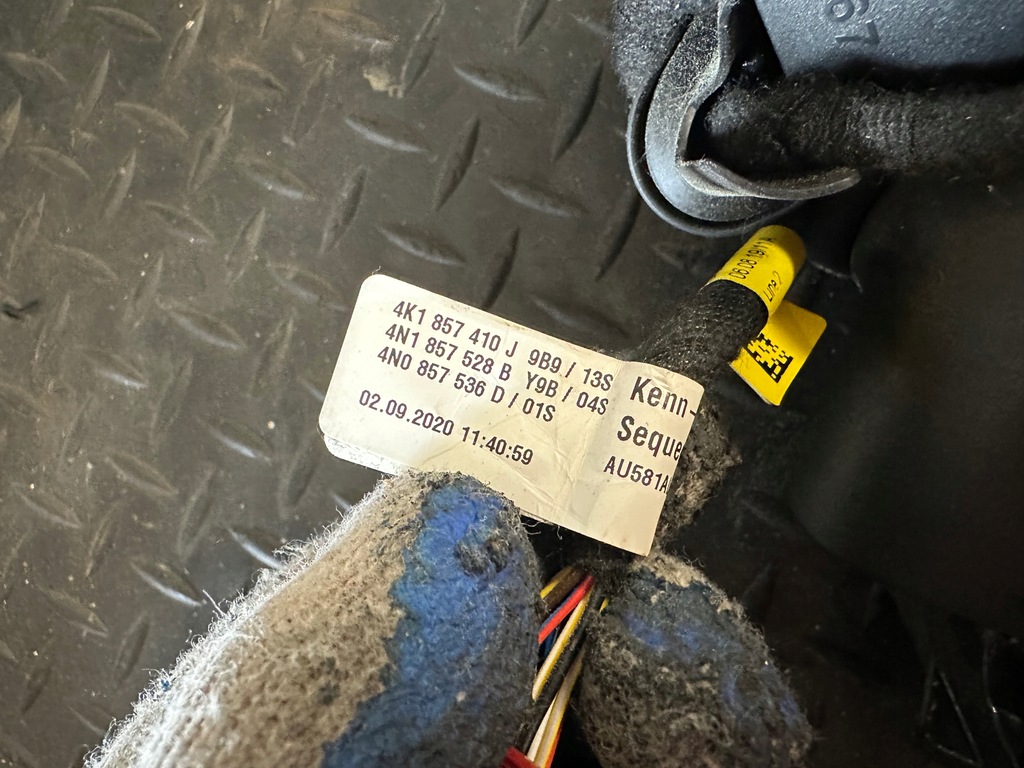 4K1 857 410 J 9B9 / 13S
4N1 857 528 B Y9B / 04S
4N0 857 536 D / 01S
02.09.2020 11:40:59
Kenn-
Seque
AU581A
67